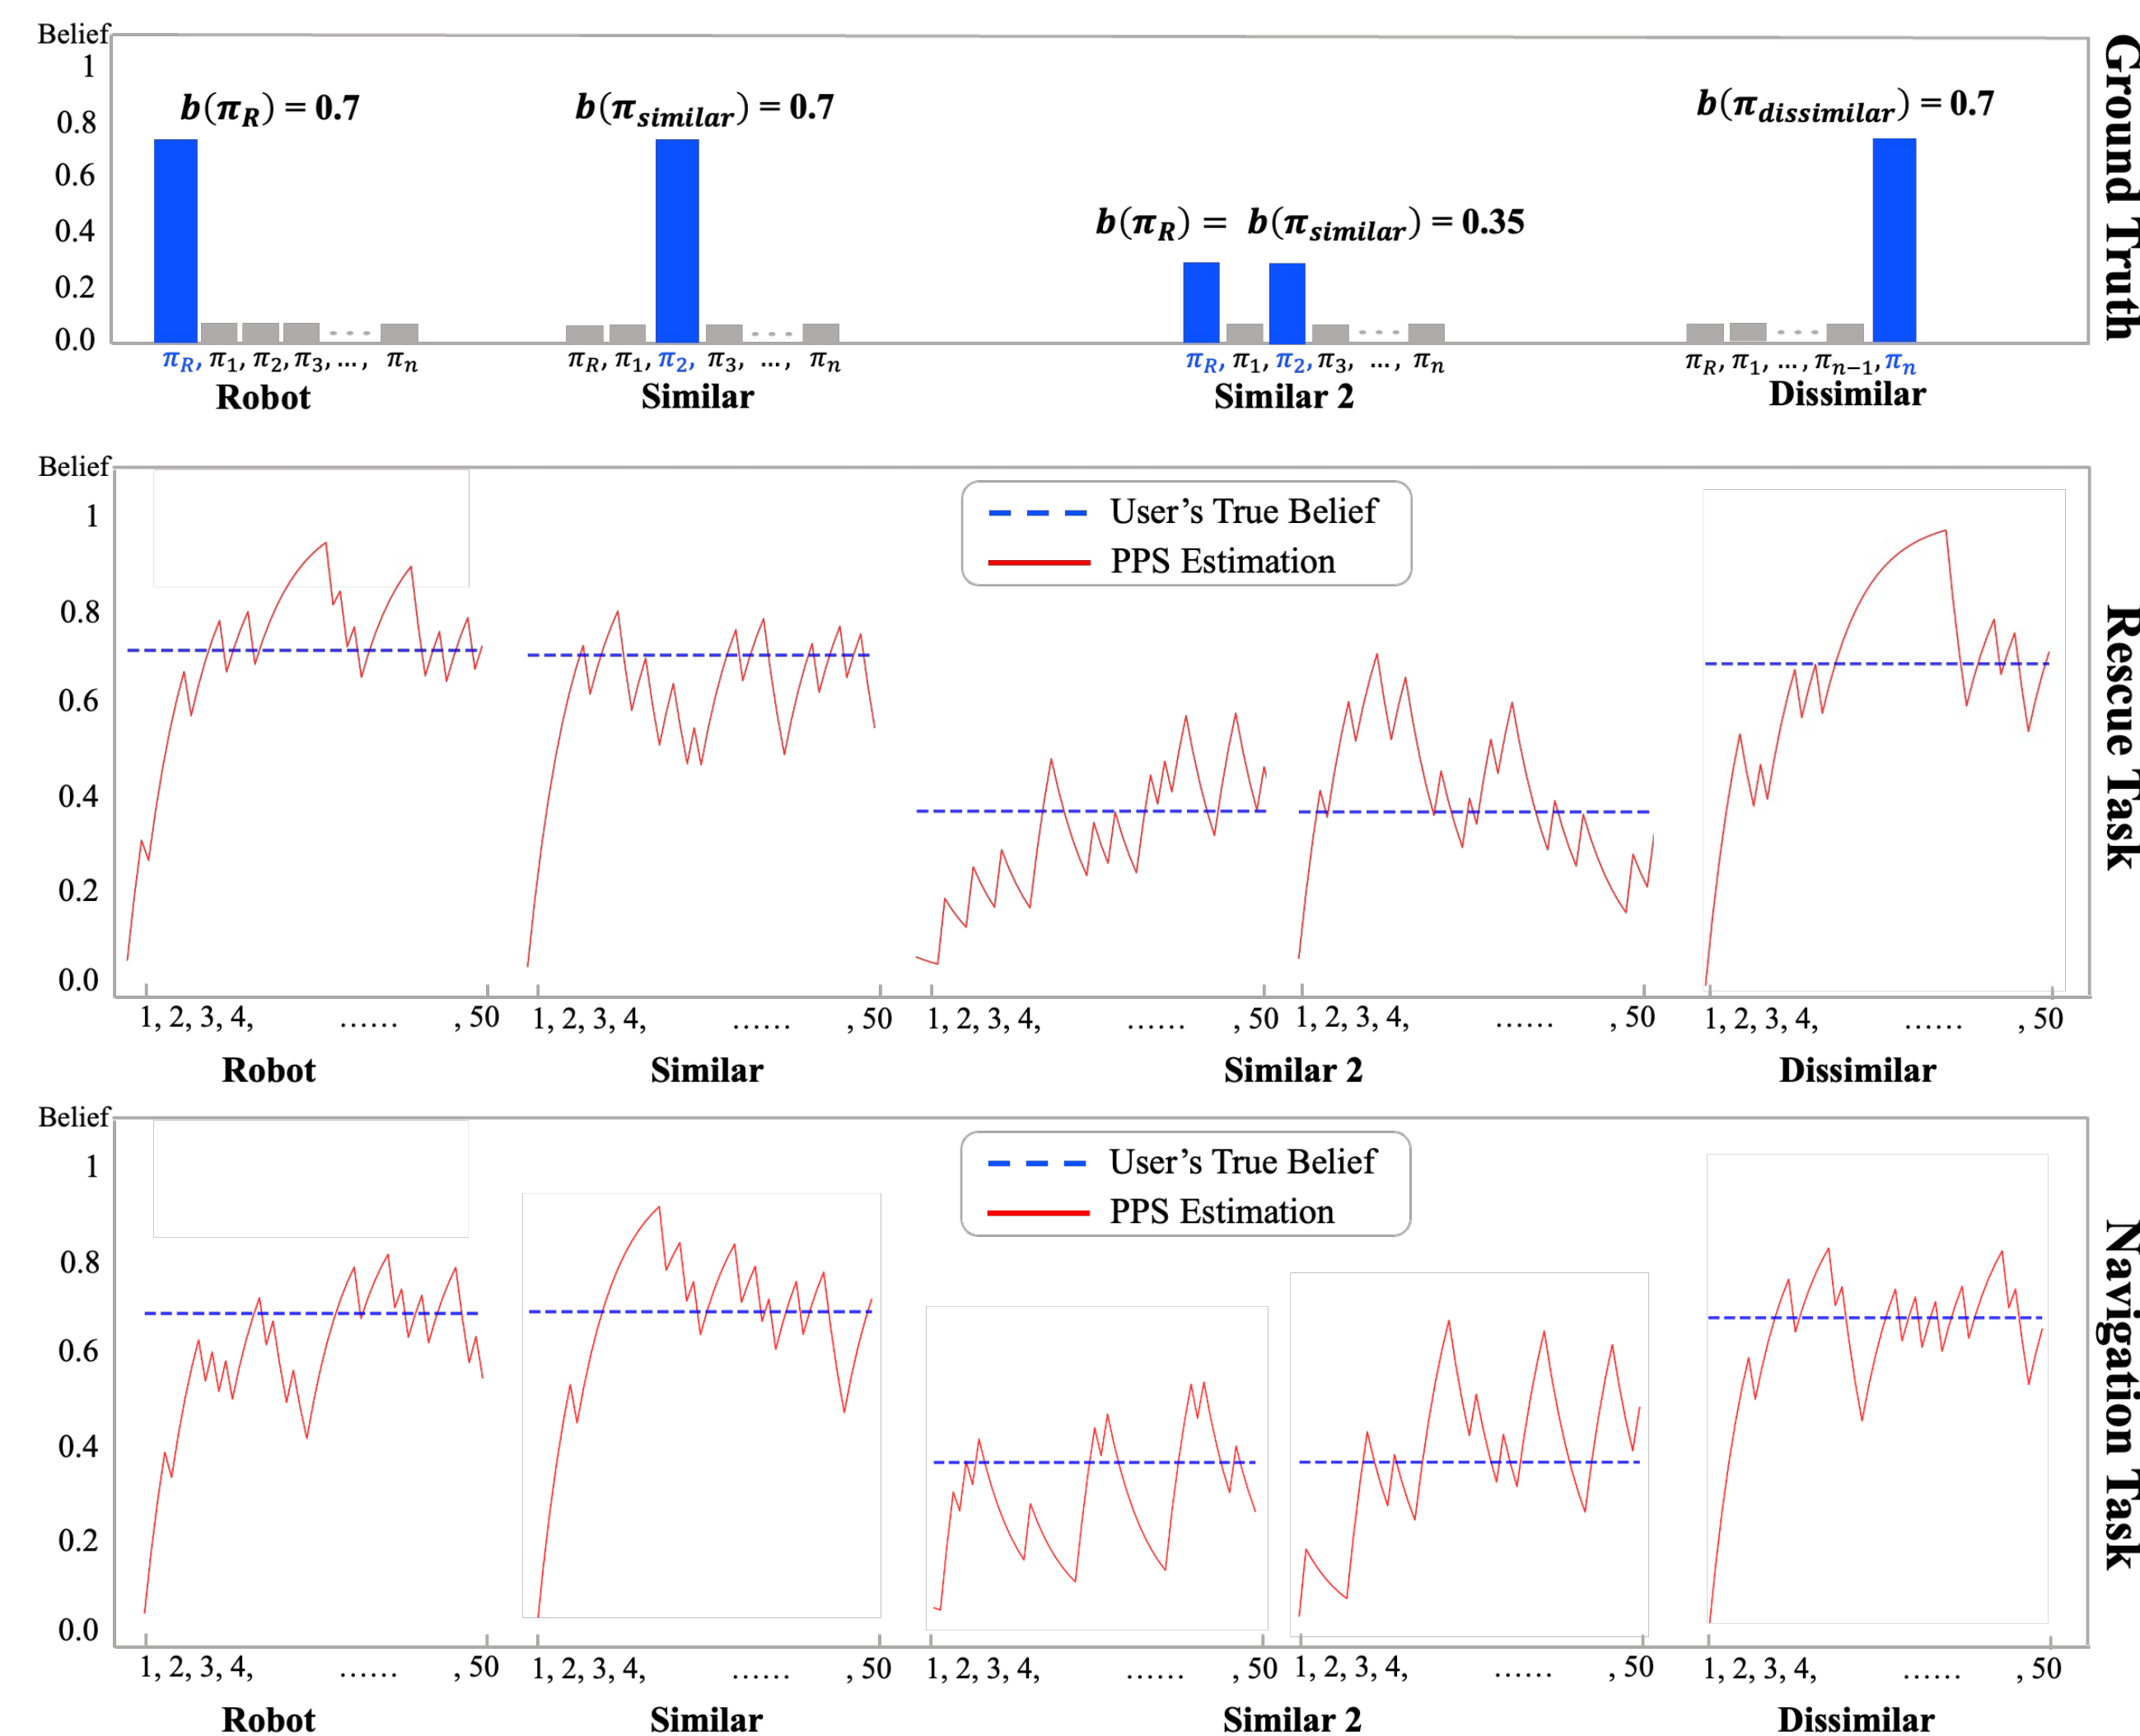 Belief
1
0.8
0.6
0.4
0.2
0.0
b(π_R) = 0.7
b(π_similar) = 0.7
b(π_R) = b(π_similar) = 0.35
b(π_dissimilar) = 0.7
π_R, π_1, π_2, π_3, ..., π_n
π_R, π_1, π_2, π_3, ..., π_n
π_R, π_1, π_2, π_3, ..., π_n
π_R, π_1, ..., π_n−1, π_n
Robot
Similar
Similar 2
Dissimilar
Ground Truth
Belief
1
0.8
0.6
0.4
0.2
0.0
User’s True Belief
PPS Estimation
1, 2, 3, 4, ...... , 50
1, 2, 3, 4, ...... , 50
1, 2, 3, 4, ...... , 50
1, 2, 3, 4, ...... , 50
1, 2, 3, 4, ...... , 50
Robot
Similar
Similar 2
Dissimilar
Rescue Task
Belief
1
0.8
0.6
0.4
0.2
0.0
User’s True Belief
PPS Estimation
1, 2, 3, 4, ...... , 50
1, 2, 3, 4, ...... , 50
1, 2, 3, 4, ...... , 50
1, 2, 3, 4, ...... , 50
1, 2, 3, 4, ...... , 50
Robot
Similar
Similar 2
Dissimilar
Navigation Task